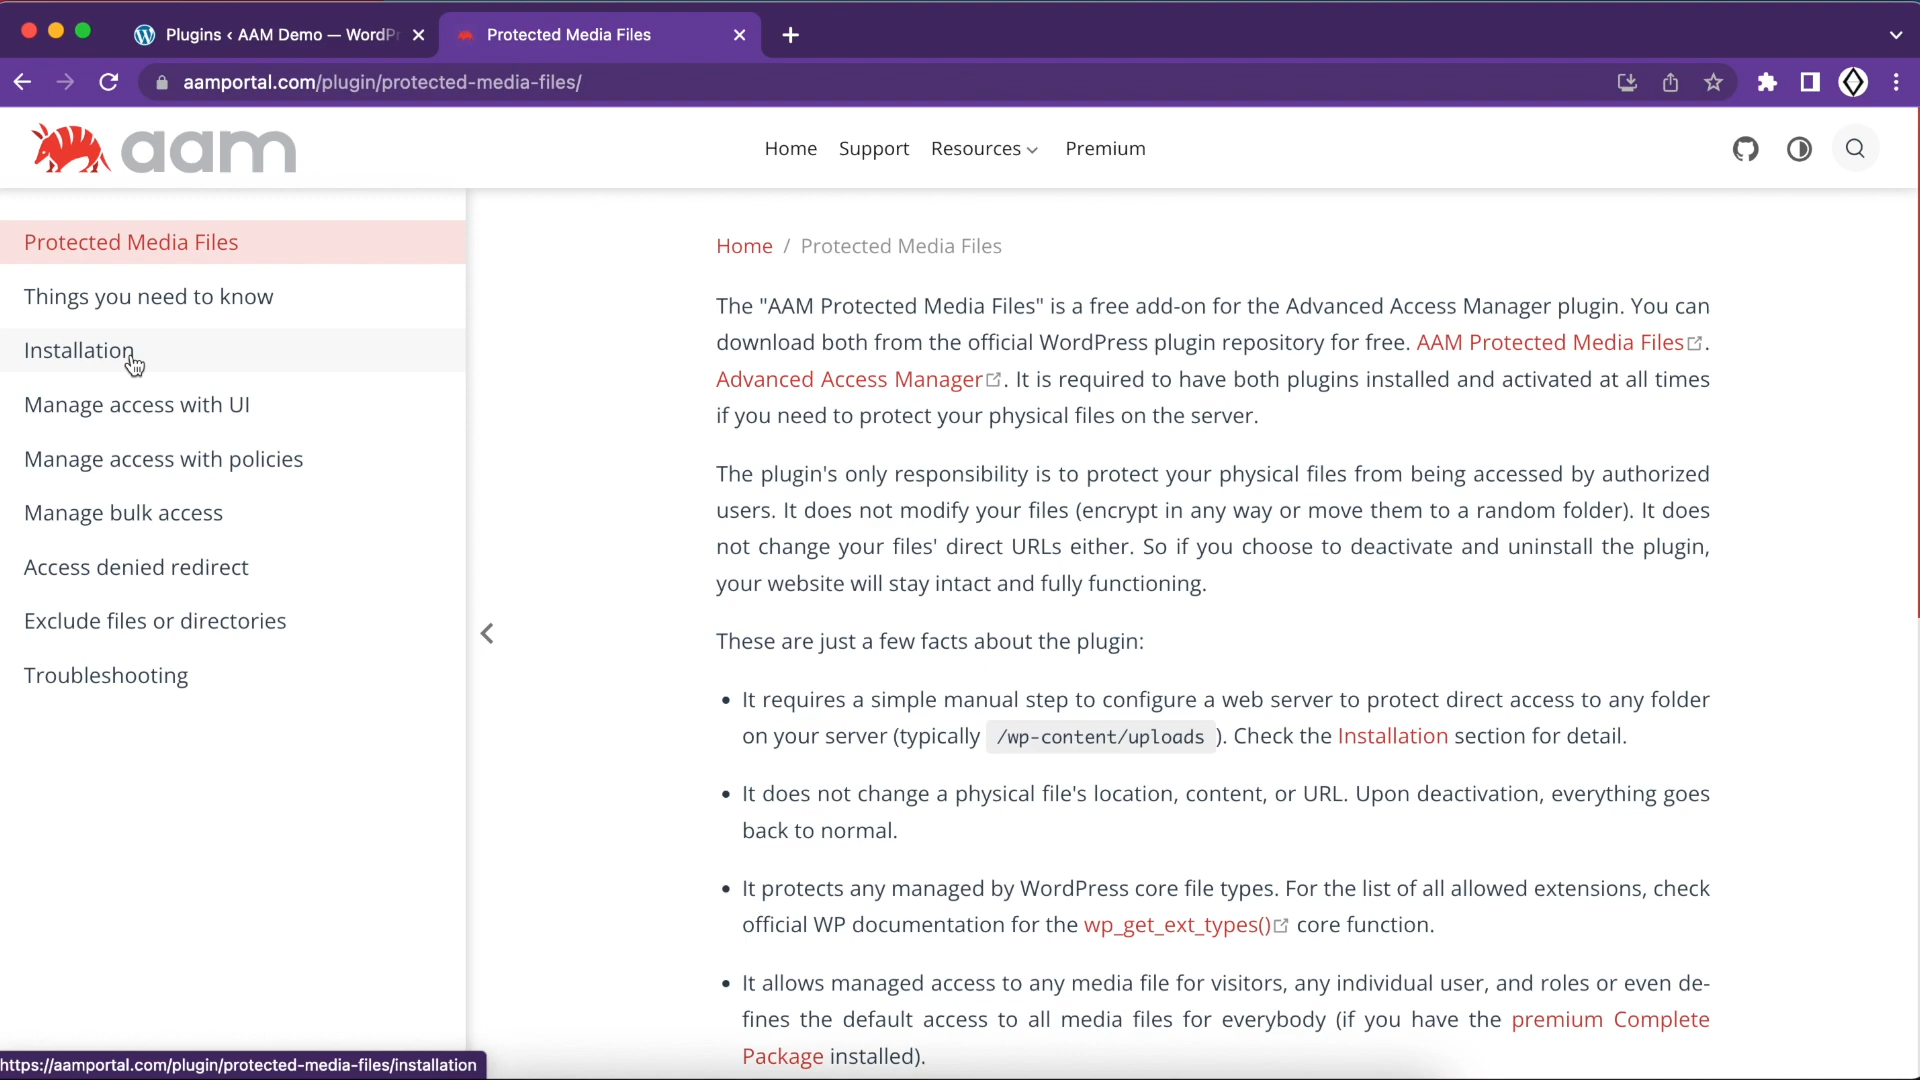 Plugins ‹ AAM Demo — WordPr
Protected Media Files
aamportal.com/plugin/protected-media-files/
aam
Home Support Resources Premium
Protected Media Files
Things you need to know
Installation
Manage access with UI
Manage access with policies
Manage bulk access
Access denied redirect
Exclude files or directories
Troubleshooting
Home / Protected Media Files
The "AAM Protected Media Files" is a free add-on for the Advanced Access Manager plugin. You can
download both from the official WordPress plugin repository for free. AAM Protected Media Files.
Advanced Access Manager. It is required to have both plugins installed and activated at all times
if you need to protect your physical files on the server.
The plugin's only responsibility is to protect your physical files from being accessed by authorized
users. It does not modify your files (encrypt in any way or move them to a random folder). It does
not change your files' direct URLs either. So if you choose to deactivate and uninstall the plugin,
your website will stay intact and fully functioning.
These are just a few facts about the plugin:
• It requires a simple manual step to configure a web server to protect direct access to any folder
on your server (typically /wp-content/uploads ). Check the Installation section for detail.
• It does not change a physical file's location, content, or URL. Upon deactivation, everything goes
back to normal.
• It protects any managed by WordPress core file types. For the list of all allowed extensions, check
official WP documentation for the wp_get_ext_types() core function.
• It allows managed access to any media file for visitors, any individual user, and roles or even de-
fines the default access to all media files for everybody (if you have the premium Complete
Package installed).
https://aamportal.com/plugin/protected-media-files/installation